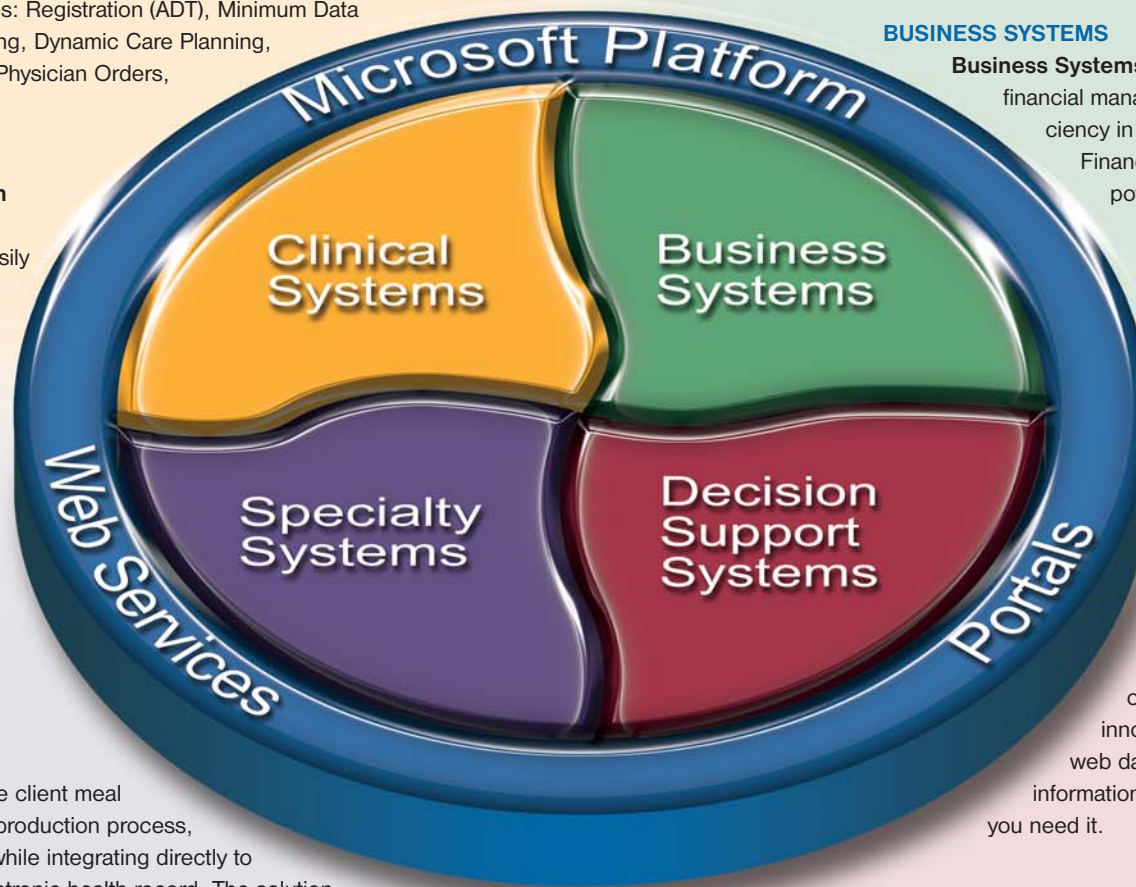 es: Registration (ADT), Minimum Data
ng, Dynamic Care Planning,
Physician Orders,
sily
e client meal
production process,
while integrating directly to
BUSINESS SYSTEMS
Business Systems
financial mana
ciency in
Financ
po
Microsoft Platform
Clinical
Systems
Business
Systems
Specialty
Systems
Decision
Support
Systems
Web Services
Portals
inno
web da
information
you need it.